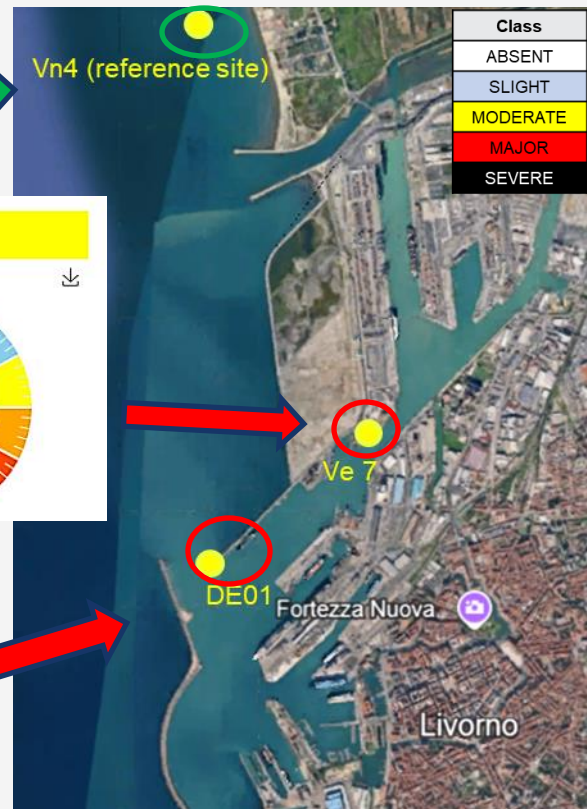 Vn4 (reference site)
Class
ABSENT
SLIGHT
MODERATE
MAJOR
SEVERE
Ve 7
DE01
Fortezza Nuova
Livorno